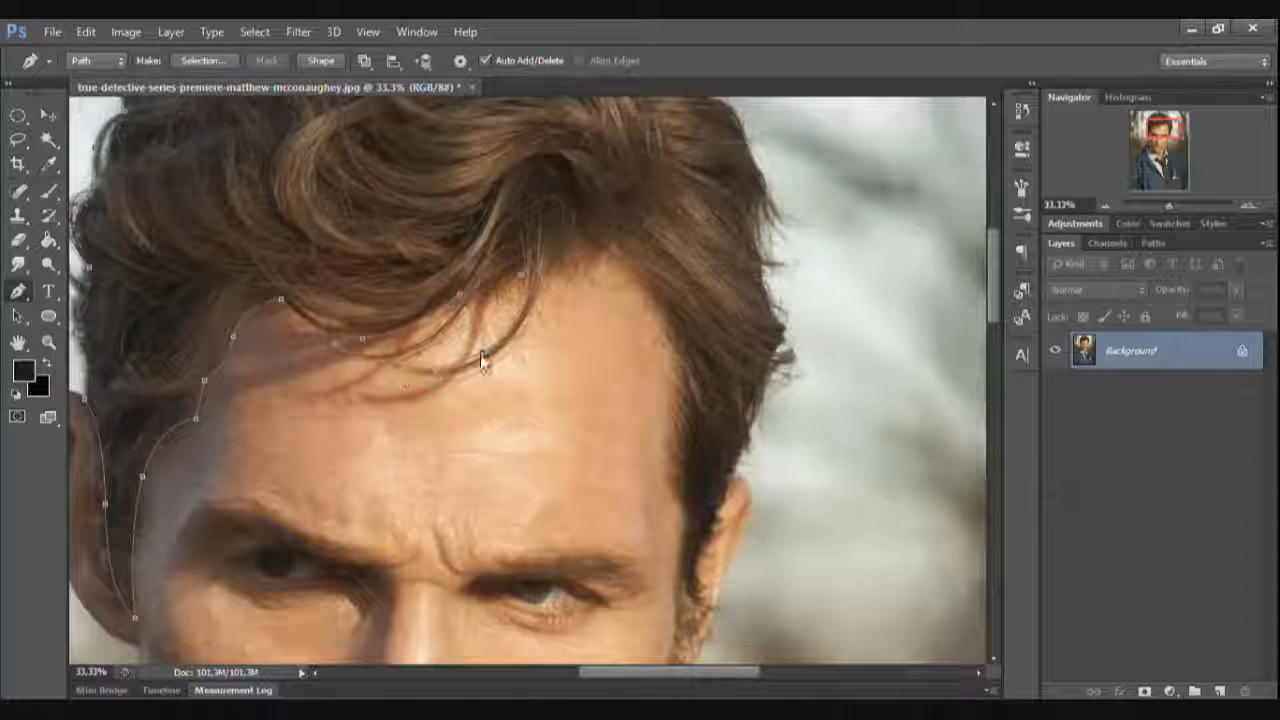 Ps File Edit Image Layer Type Select Filter 3D View Window Help
Path Make: Selection... Mask Shape Auto Add/Delete Align Edges Essentials
true-detective-series-premiere-matthew-mcconaughey.jpg @ 33.3% (RGB/8#) *
Navigator Histogram
33.33%
Adjustments Color Swatches Styles
Layers Channels Paths
Kind
Normal Opacity:
Lock: Fill:
Background
33.33% Doc: 101.3M/101.3M
Mini Bridge Timeline Measurement Log